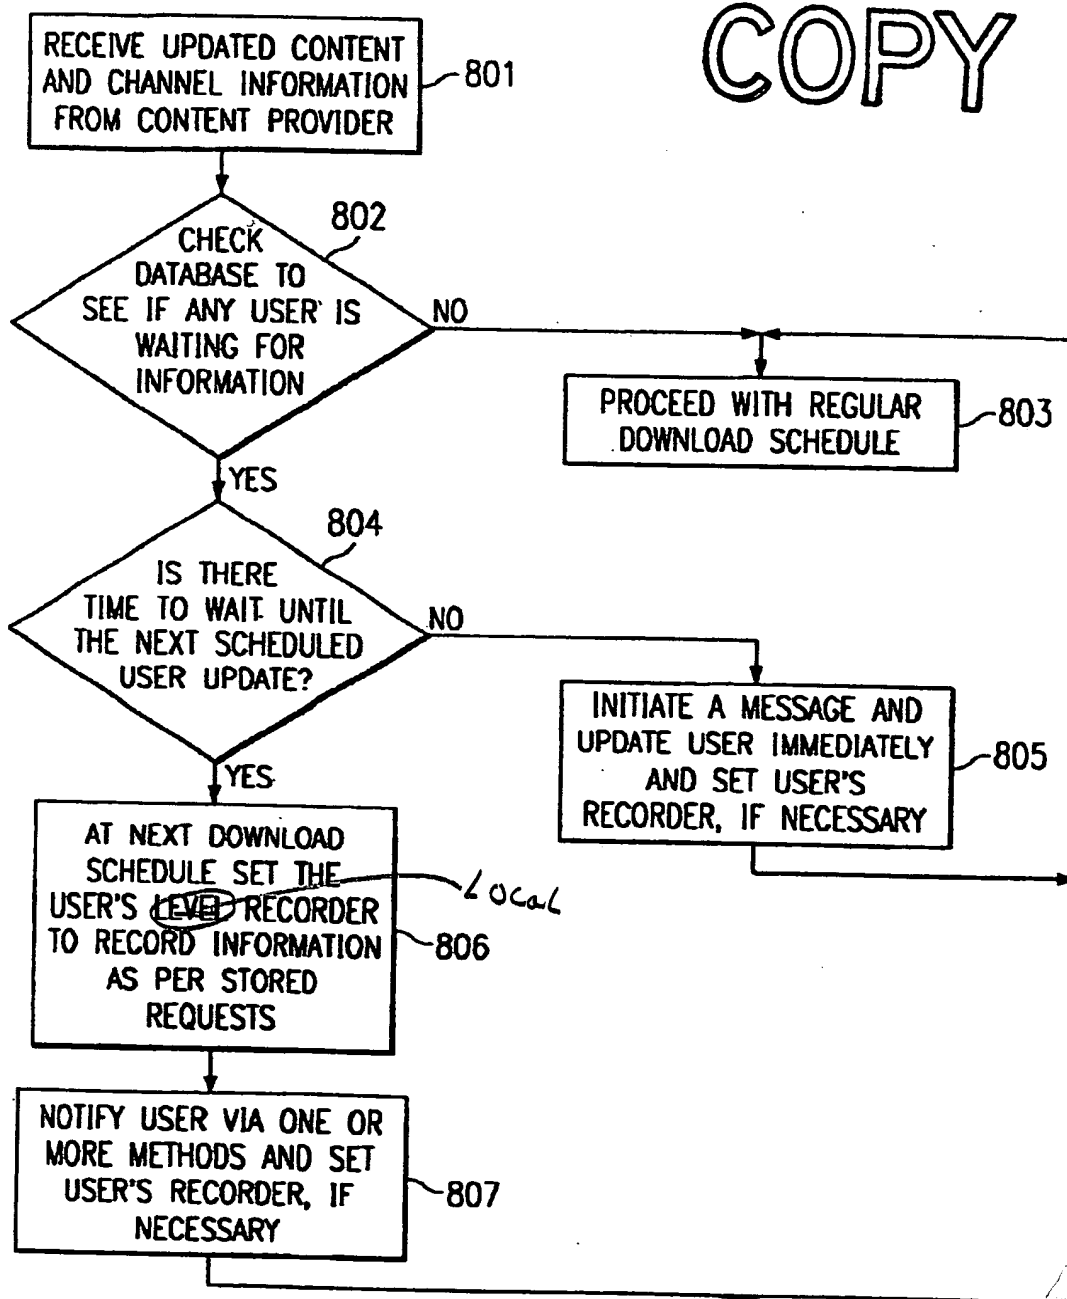 COPY
RECEIVE UPDATED CONTENT
AND CHANNEL INFORMATION
FROM CONTENT PROVIDER
801
802
CHECK
DATABASE TO
SEE IF ANY USER IS
WAITING FOR
INFORMATION
NO
PROCEED WITH REGULAR
DOWNLOAD SCHEDULE
803
YES
804
IS THERE
TIME TO WAIT UNTIL
THE NEXT SCHEDULED
USER UPDATE?
NO
INITIATE A MESSAGE AND
UPDATE USER IMMEDIATELY
AND SET USER'S
RECORDER, IF NECESSARY
805
YES
AT NEXT DOWNLOAD
SCHEDULE SET THE
USER'S LEVEL RECORDER
TO RECORD INFORMATION
AS PER STORED
REQUESTS
Local
806
NOTIFY USER VIA ONE OR
MORE METHODS AND SET
USER'S RECORDER, IF
NECESSARY
807